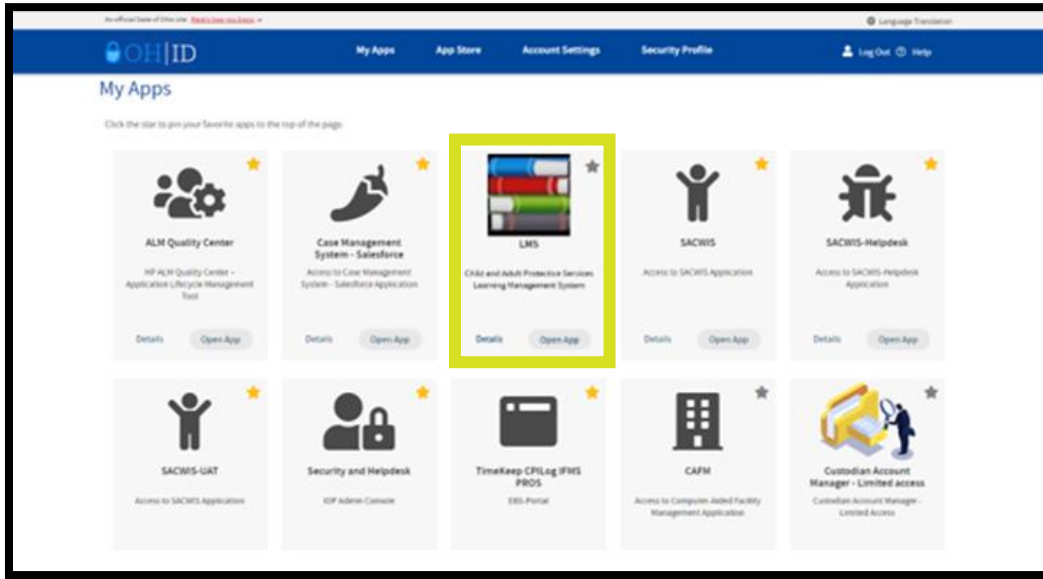 An official State of Ohio site. Here's how you know
Language Translation
OH|ID
My Apps
App Store
Account Settings
Security Profile
Log Out
Help
My Apps
Click the star to pin your favorite apps to the top of the page.
ALM Quality Center
HP ALM Quality Center -
Application Lifecycle Management
Tool
Details
Open App
Case Management
System - Salesforce
Access to Case Management
System - Salesforce Application
Details
Open App
LMS
Child and Adult Protective Services
Learning Management System
Details
Open App
SACWIS
Access to SACWIS Application
Details
Open App
SACWIS-Helpdesk
Access to SACWIS-Helpdesk
Application
Details
Open App
SACWIS-UAT
Access to SACWIS Application
Security and Helpdesk
IOP Admin Console
TimeKeep CPILog IFMS
PROS
EBS-Portal
CAFM
Access to Computer Aided Facility
Management Application
Custodian Account
Manager - Limited access
Custodian Account Manager -
Limited Access